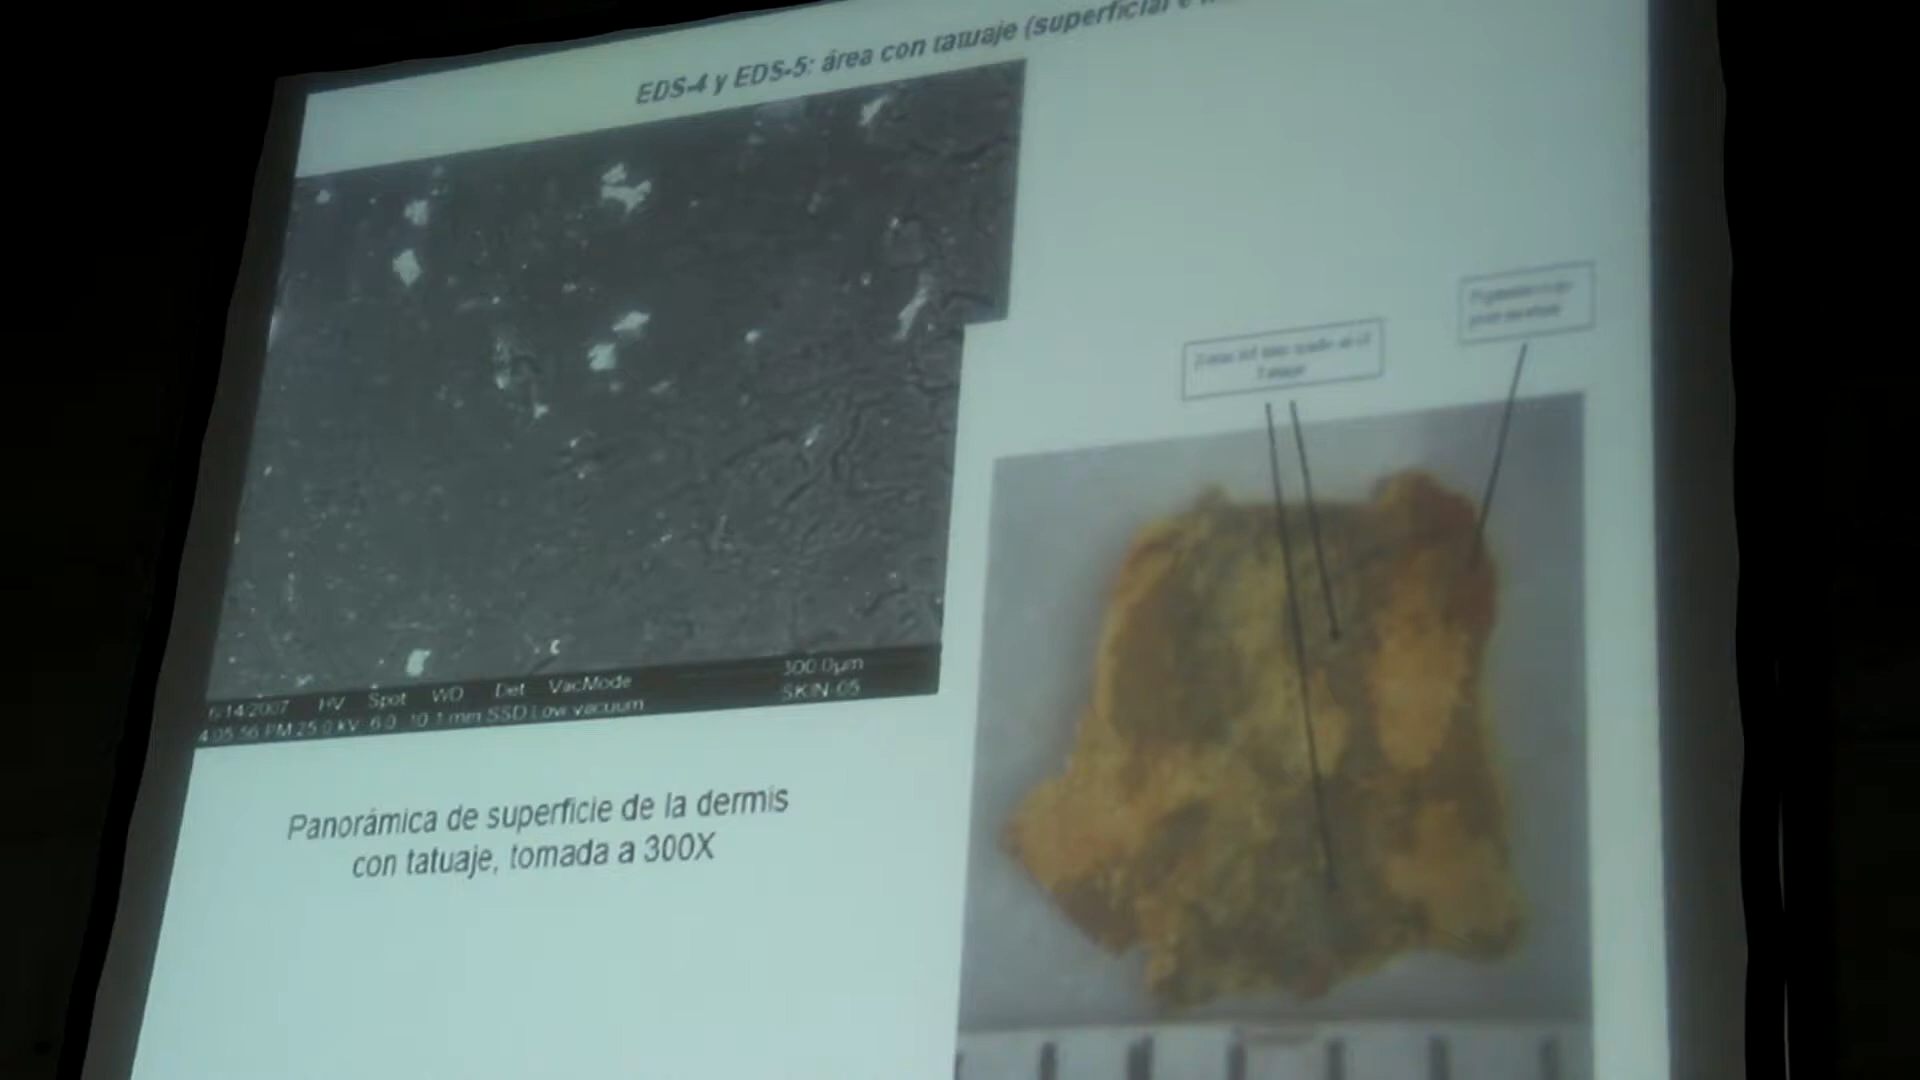 EDS-4 y EDS-5: área con tatuaje (superficial e
6/14/2007 HV Spot WD Det VacMode 300.0µm
4:05:56 PM 25.0 kV 6.0 10.1 mm SSD Low vacuum SKIN-05
Panorámica de superficie de la dermis
con tatuaje, tomada a 300X